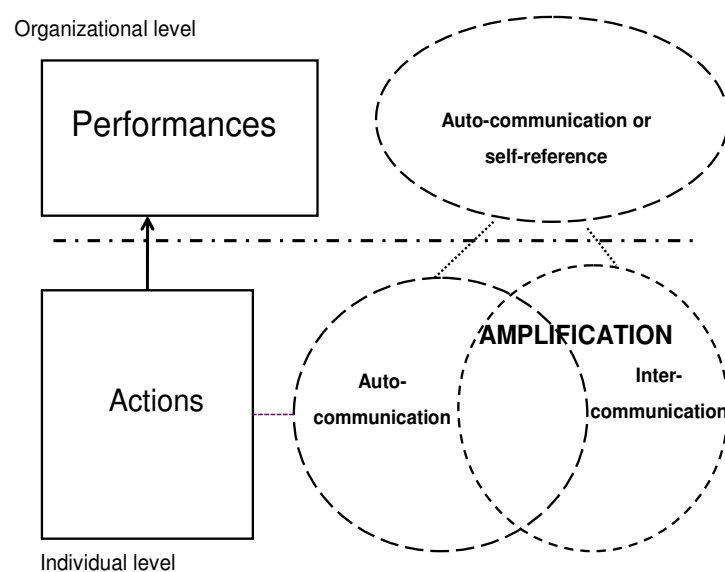 Organizational level
Performances
Auto-communication or
self-reference
AMPLIFICATION
Auto-
communication
Inter-
communication
Actions
Individual level